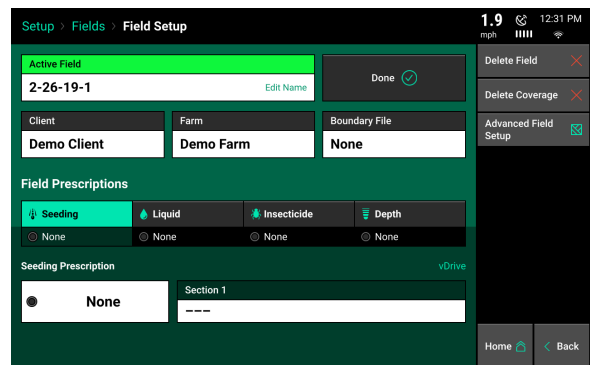 Setup > Fields > Field Setup
1.9 mph
12:31 PM
Active Field
2-26-19-1
Edit Name
Done
Delete Field
Delete Coverage
Advanced Field Setup
Client
Demo Client
Farm
Demo Farm
Boundary File
None
Field Prescriptions
Seeding
Liquid
Insecticide
Depth
None
None
None
None
Seeding Prescription
vDrive
None
Section 1
---
Home
< Back